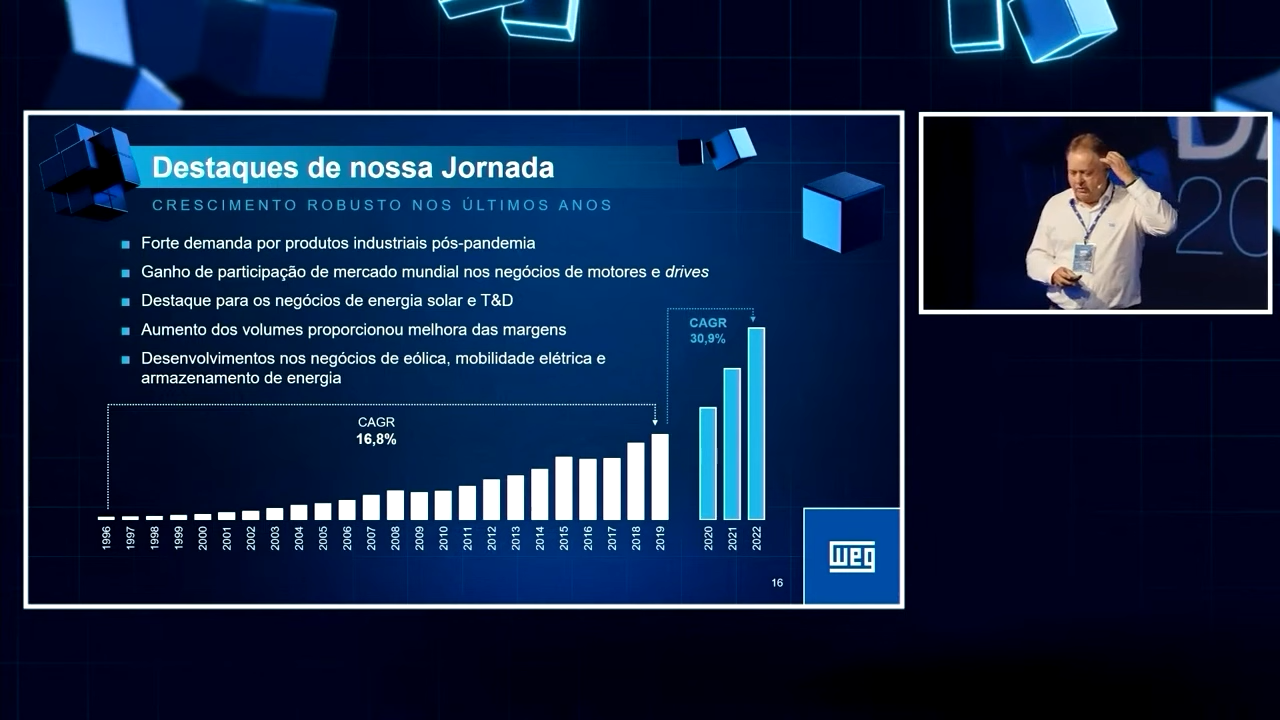 Destaques de nossa Jornada
CRESCIMENTO ROBUSTO NOS ÚLTIMOS ANOS
Forte demanda por produtos industriais pós-pandemia
Ganho de participação de mercado mundial nos negócios de motores e drives
Destaque para os negócios de energia solar e T&D
Aumento dos volumes proporcionou melhora das margens
Desenvolvimentos nos negócios de eólica, mobilidade elétrica e
armazenamento de energia
CAGR
30,9%
CAGR
16,8%
1996 1997 1998 1999 2000 2001 2002 2003 2004 2005 2006 2007 2008 2009 2010 2011 2012 2013 2014 2015 2016 2017 2018 2019 2020 2021 2022
16
weg